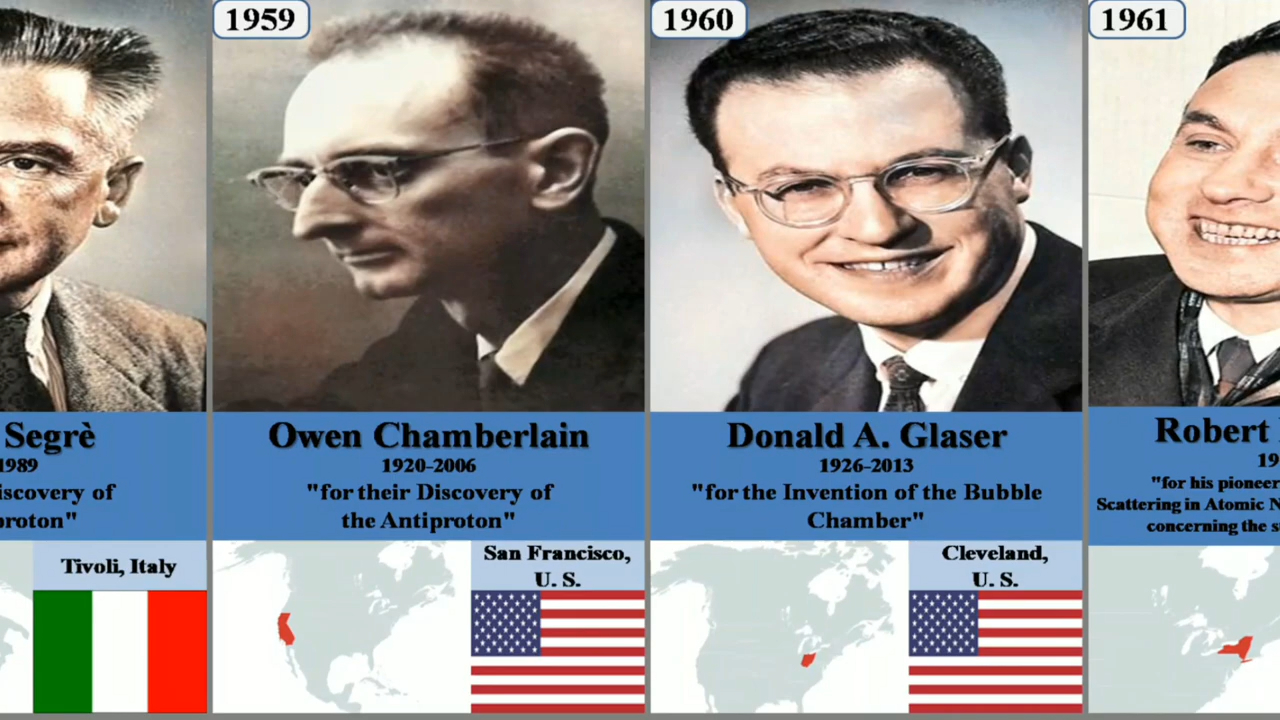 Segrè
1989
iscovery of
proton"
Tivoli, Italy
1959
Owen Chamberlain
1920-2006
"for their Discovery of
the Antiproton"
San Francisco,
U. S.
1960
Donald A. Glaser
1926-2013
"for the Invention of the Bubble
Chamber"
Cleveland,
U. S.
1961
Robert
19
"for his pioneer
Scattering in Atomic N
concerning the s